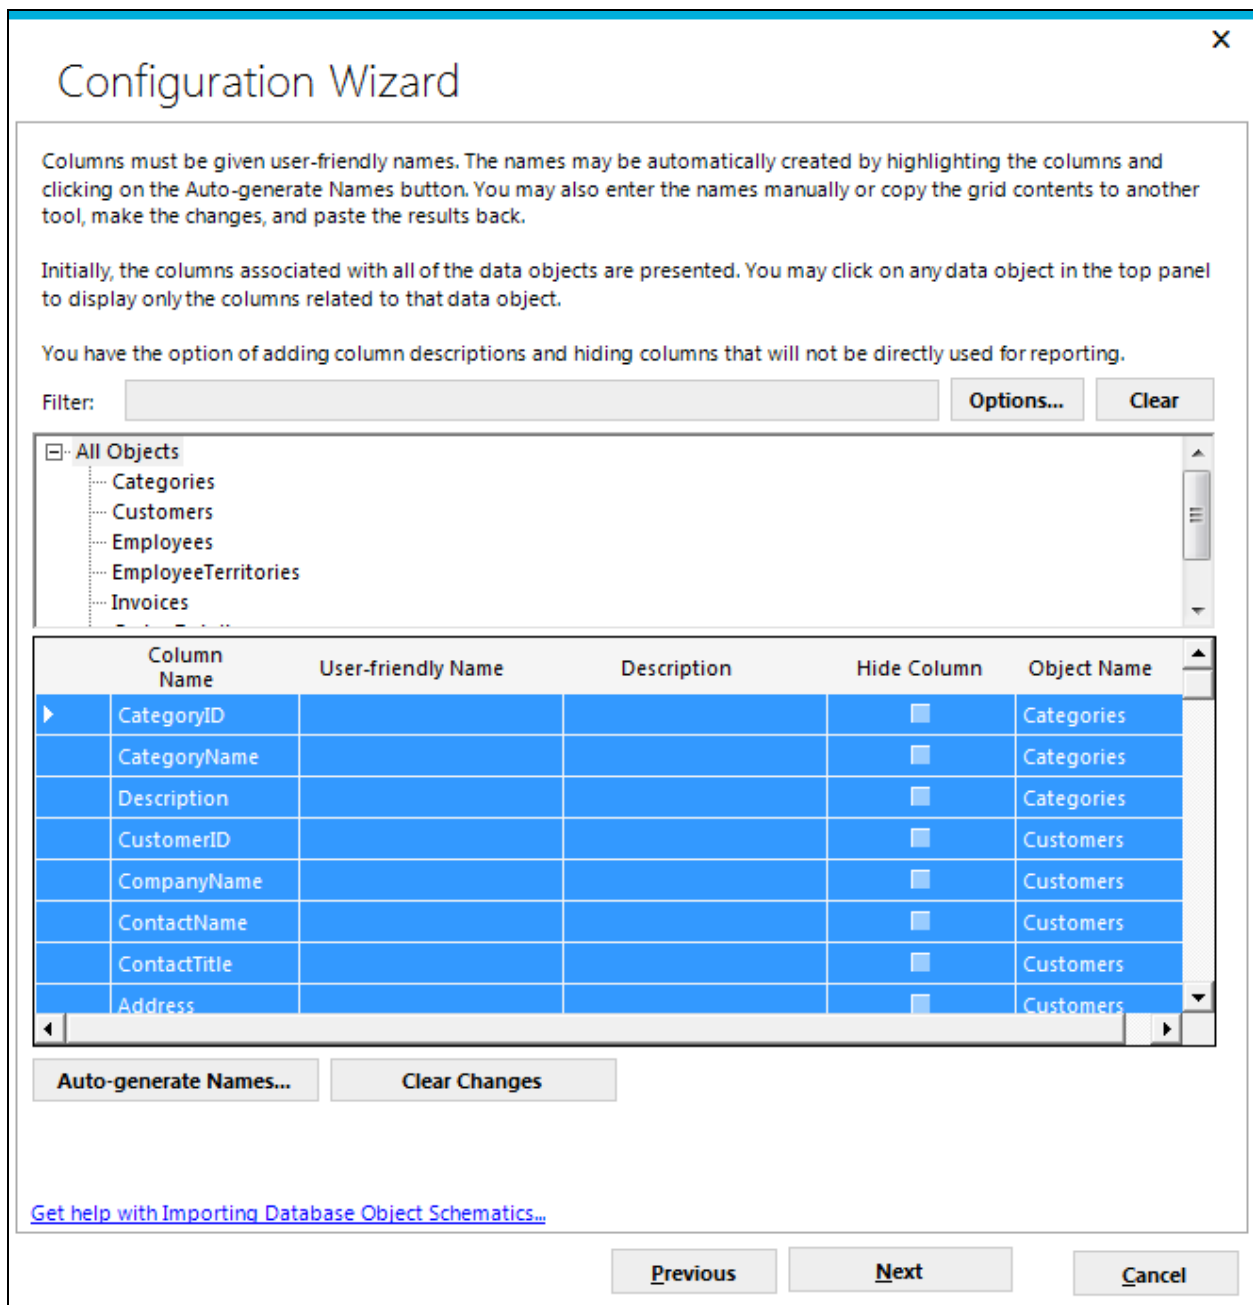 Configuration Wizard
Columns must be given user-friendly names. The names may be automatically created by highlighting the columns and
clicking on the Auto-generate Names button. You may also enter the names manually or copy the grid contents to another
tool, make the changes, and paste the results back.
Initially, the columns associated with all of the data objects are presented. You may click on any data object in the top panel
to display only the columns related to that data object.
You have the option of adding column descriptions and hiding columns that will not be directly used for reporting.
Filter: Options... Clear
All Objects
Categories
Customers
Employees
EmployeeTerritories
Invoices
Column Name User-friendly Name Description Hide Column Object Name
CategoryID Categories
CategoryName Categories
Description Categories
CustomerID Customers
CompanyName Customers
ContactName Customers
ContactTitle Customers
Address Customers
Auto-generate Names... Clear Changes
Get help with Importing Database Object Schematics...
Previous Next Cancel